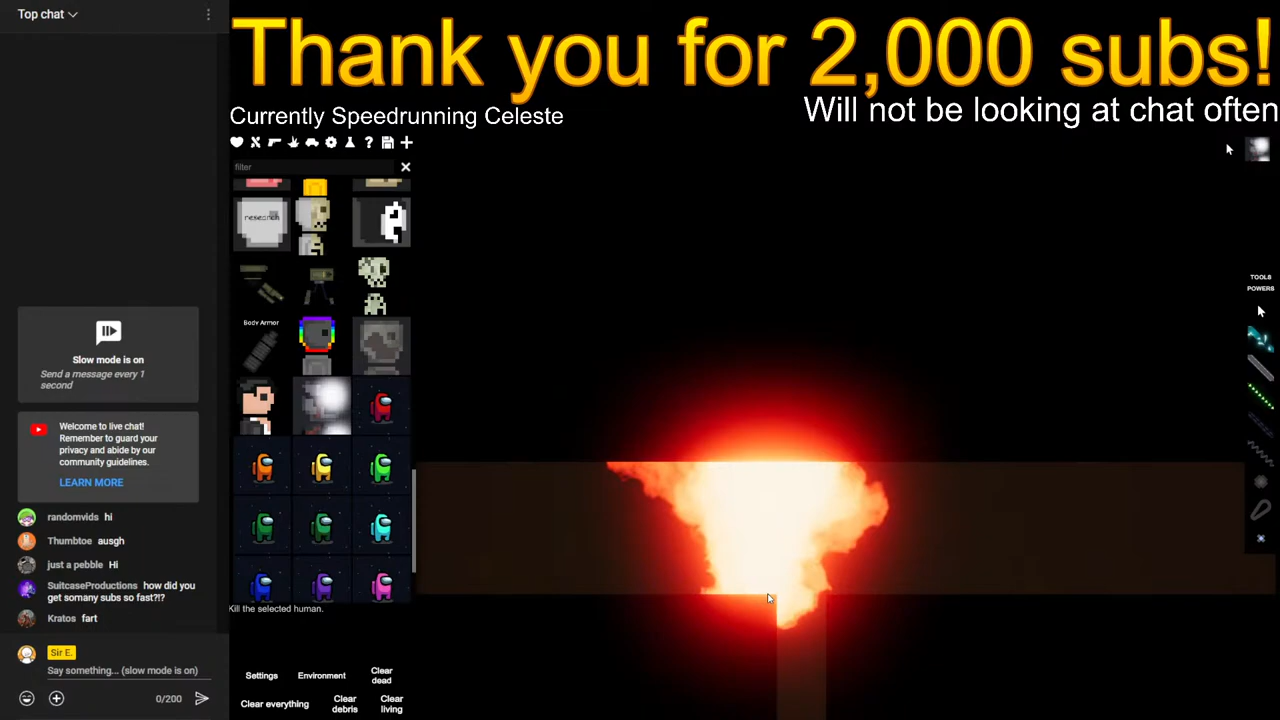 Top chat
Thank you for 2,000 subs!
Currently Speedrunning Celeste
Will not be looking at chat often
filter
research
Body Armor
TOOLS
POWERS
Slow mode is on
Send a message every 1
second
Welcome to live chat!
Remember to guard your
privacy and abide by our
community guidelines.
LEARN MORE
randomvids hi
Thumbtoe ausgh
just a pebble Hi
SuitcaseProductions how did you
get somany subs so fast?!?
Kratos fart
Kill the selected human.
Sir E.
Say something... (slow mode is on)
0/200
Settings
Environment
Clear
dead
Clear everything
Clear
debris
Clear
living